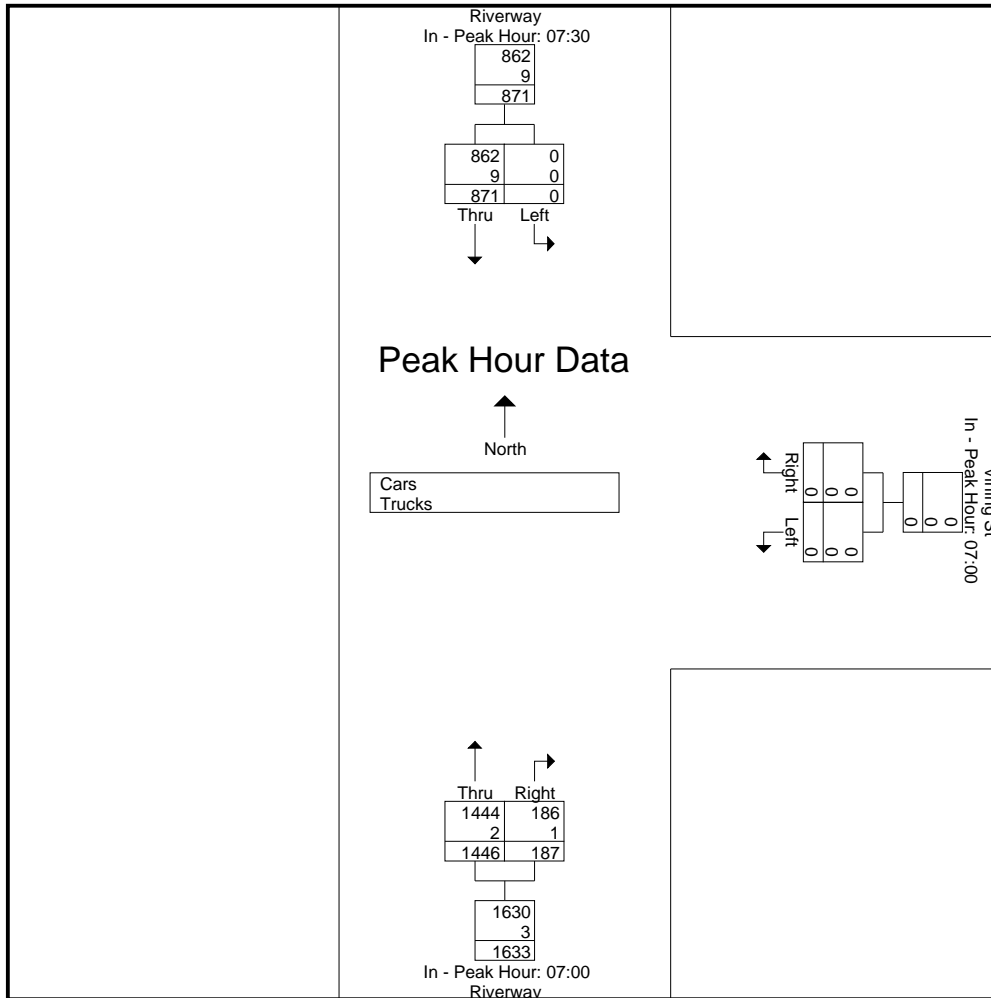 Riverway
In - Peak Hour: 07:30
862
9
871
862 0
9 0
871 0
Thru Left
Peak Hour Data
North
Cars
Trucks
In - Peak Hour: 07:00
0
0
0
Right
0
0
0
Left
0
0
0
Thru Right
1444 186
2 1
1446 187
1630
3
1633
In - Peak Hour: 07:00
Riverway